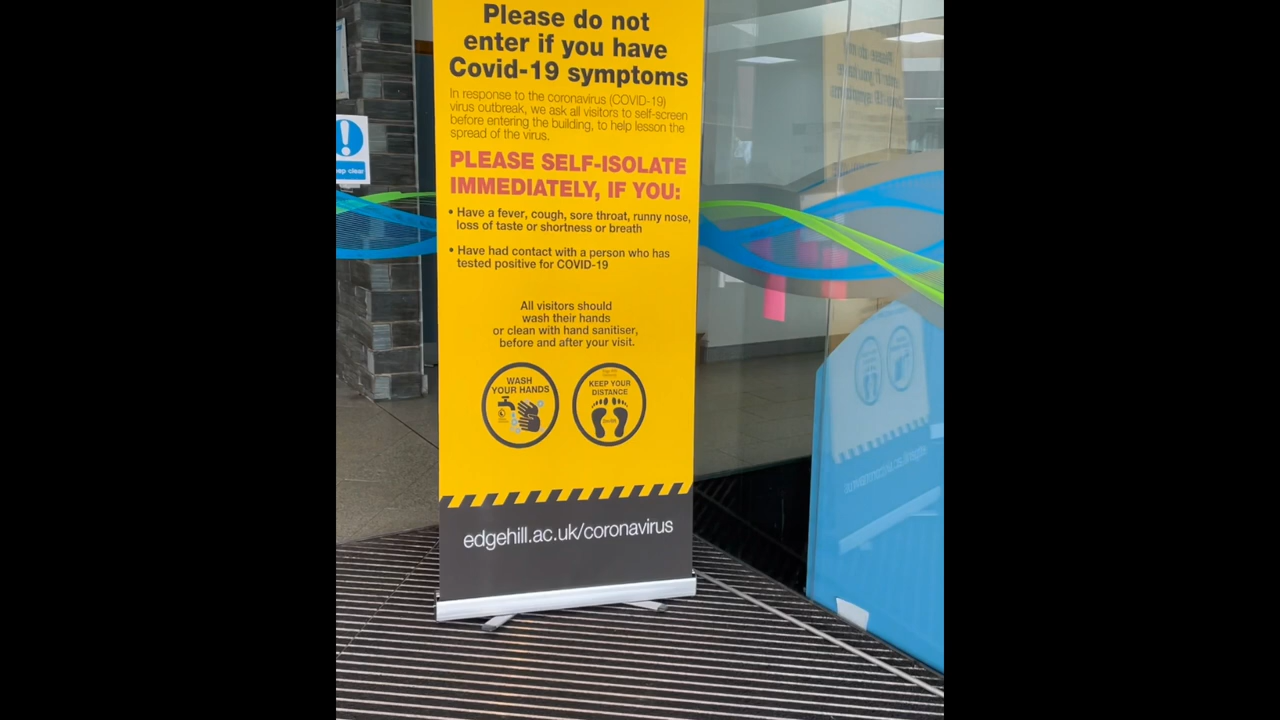 Please do not
enter if you have
Covid-19 symptoms
In response to the coronavirus (COVID-19)
virus outbreak, we ask all visitors to self-screen
before entering the building, to help lesson the
spread of the virus.
PLEASE SELF-ISOLATE
IMMEDIATELY, IF YOU:
• Have a fever, cough, sore throat, runny nose,
loss of taste or shortness or breath
• Have had contact with a person who has
tested positive for COVID-19
All visitors should
wash their hands
or clean with hand sanitiser,
before and after your visit.
WASH
YOUR HANDS
KEEP YOUR
DISTANCE
edgehill.ac.uk/coronavirus
clear